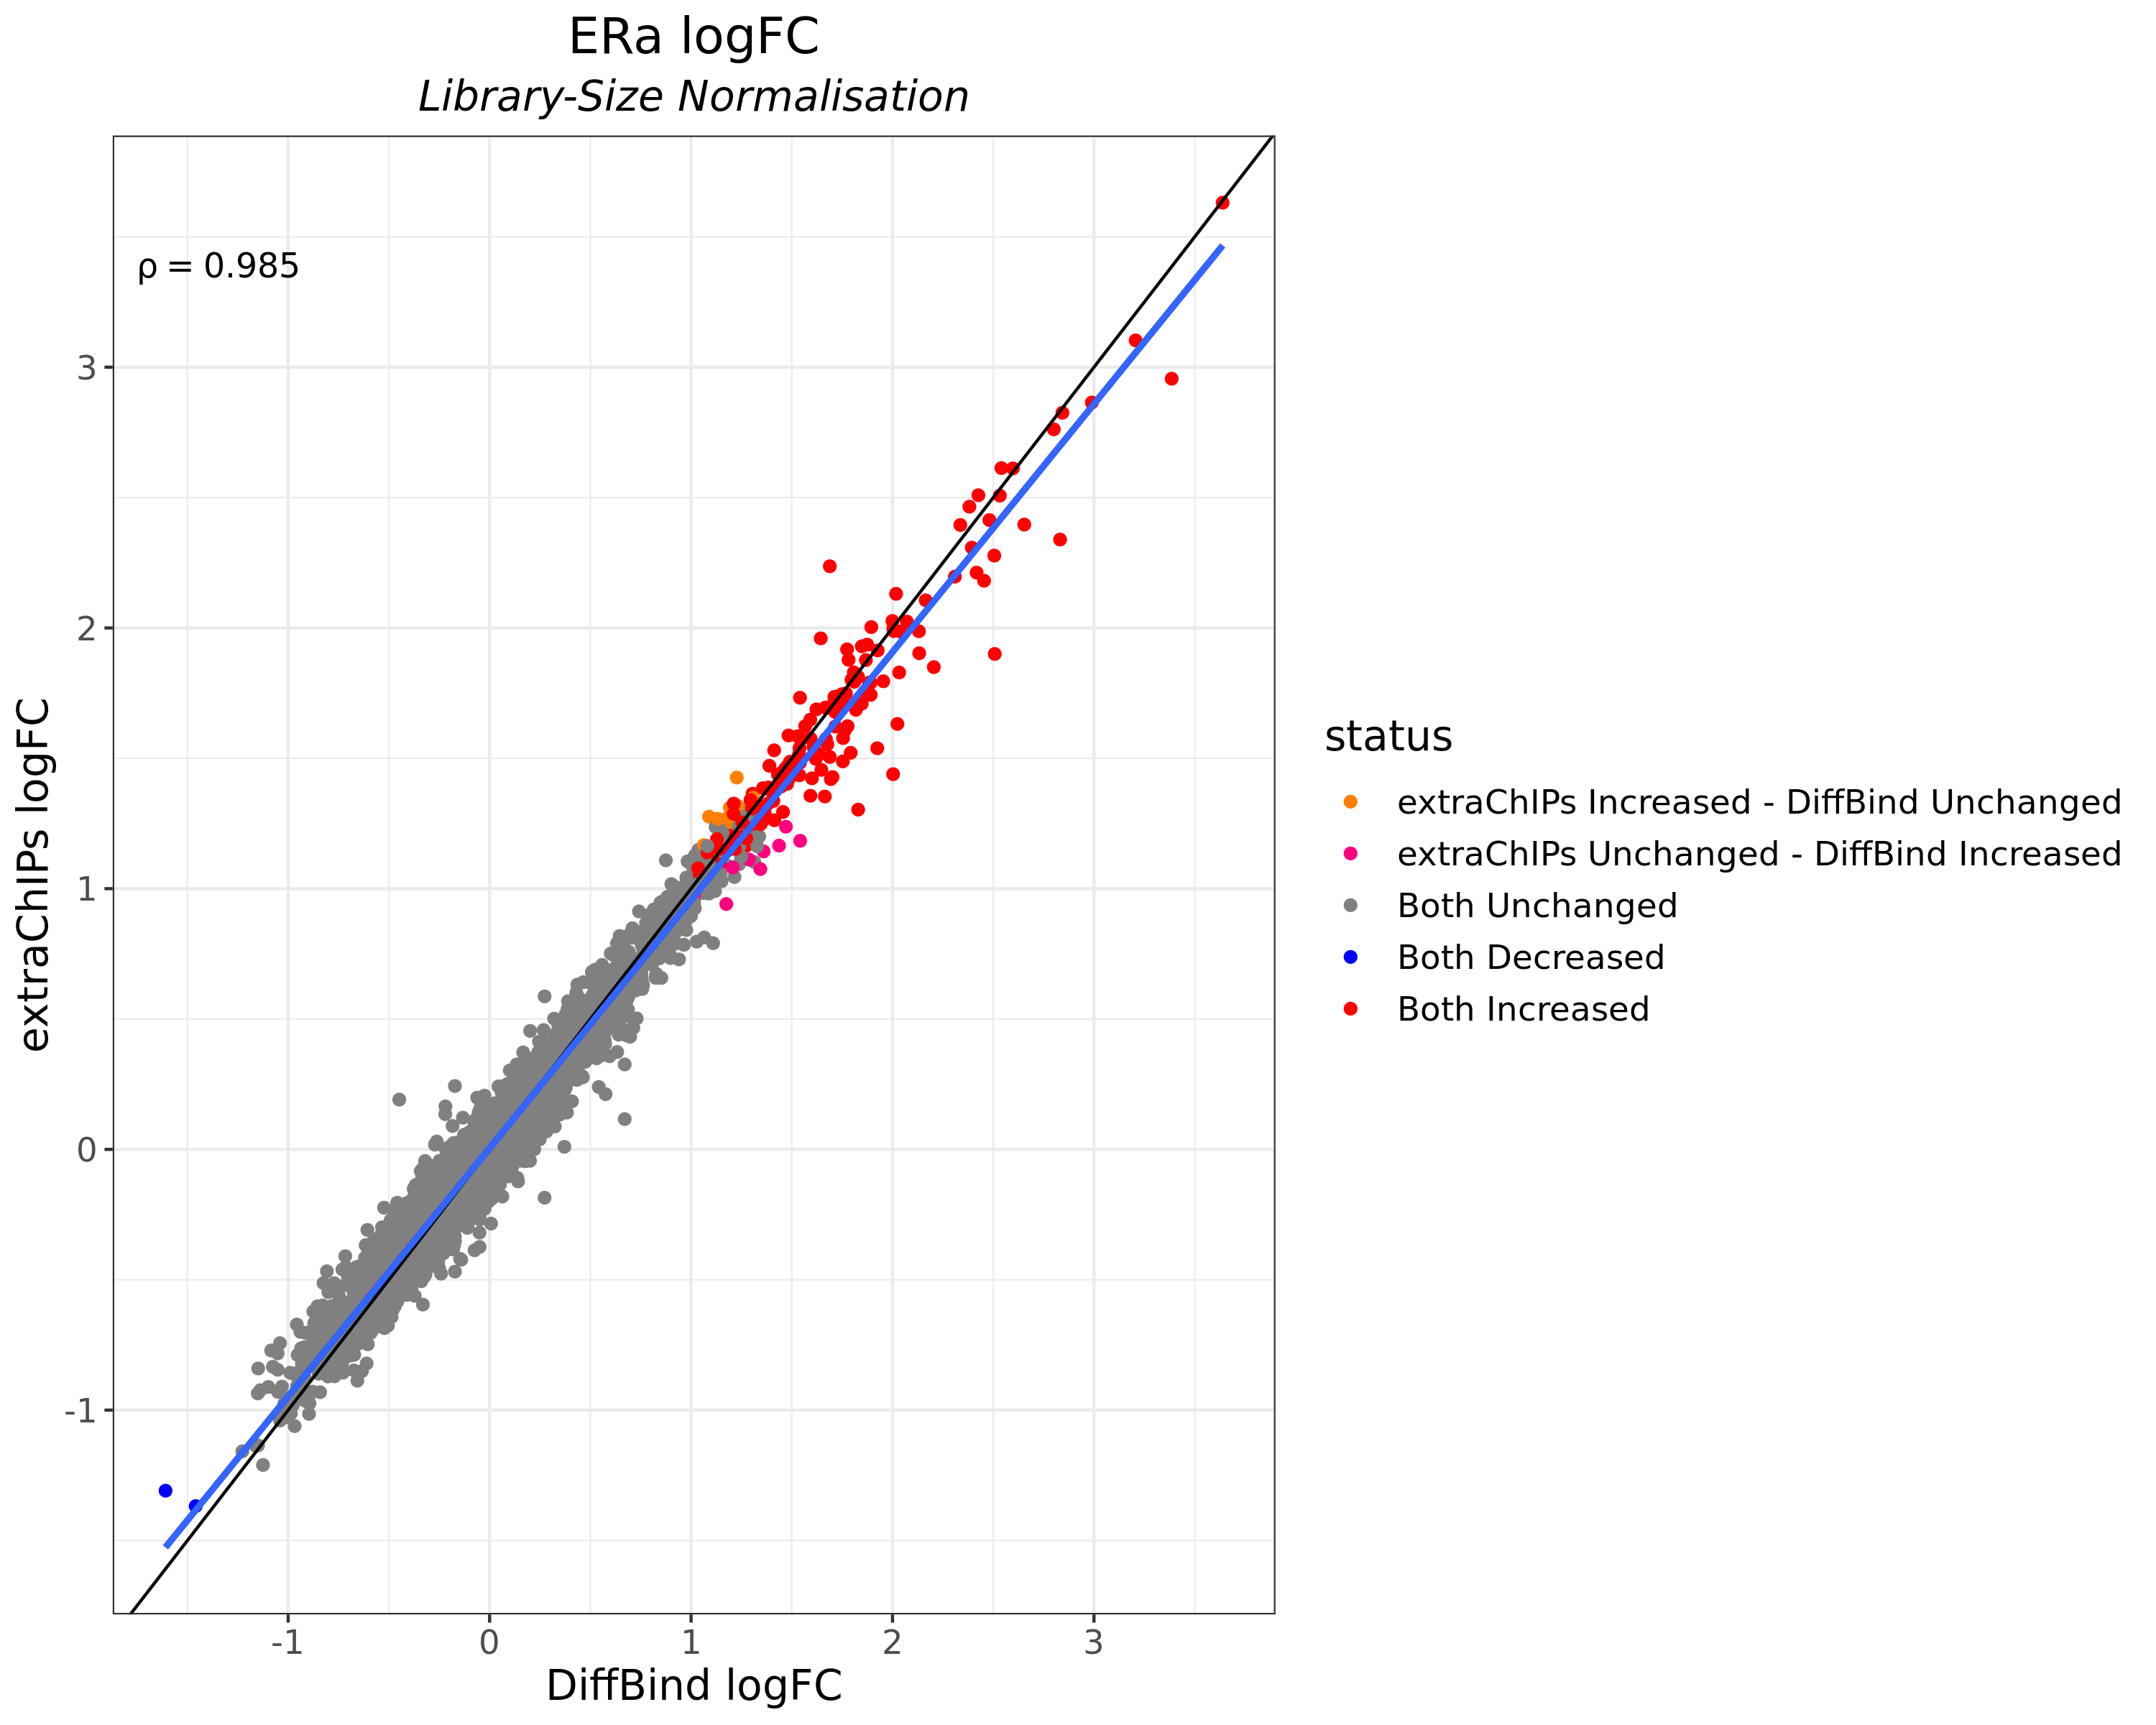 ERa logFC
Library-Size Normalisation
ρ = 0.985
3
2
1
0
-1
-1
0
1
2
3
DiffBind logFC
extraChIPs logFC
status
extraChIPs Increased - DiffBind Unchanged
extraChIPs Unchanged - DiffBind Increased
Both Unchanged
Both Decreased
Both Increased